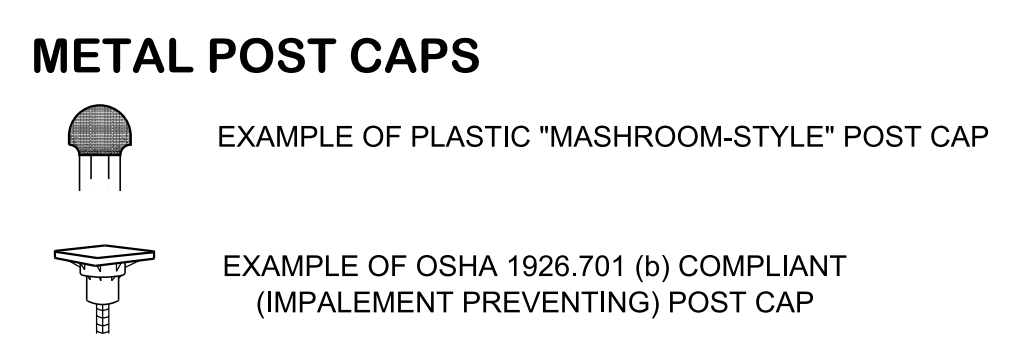 METAL POST CAPS
EXAMPLE OF PLASTIC "MASHROOM-STYLE" POST CAP
EXAMPLE OF OSHA 1926.701 (b) COMPLIANT
(IMPALEMENT PREVENTING) POST CAP